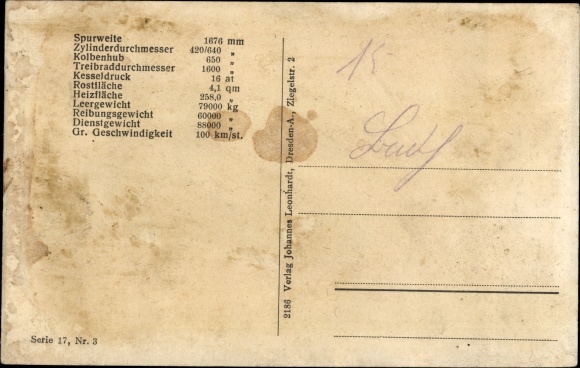 Spurweite 1676 mm
Zylinderdurchmesser 420/640 „
Kolbenhub 650 „
Treibraddurchmesser 1600 „
Kesseldruck 16 at
Rostfläche 4,1 qm
Heizfläche 258,0 „
Leergewicht 79000 kg
Reibungsgewicht 60000 „
Dienstgewicht 88000 „
Gr. Geschwindigkeit 100 km/st.
Serie 17, Nr. 3
2186 Verlag Johannes Leonhardt, Dresden-A., Ziegelstr. 2